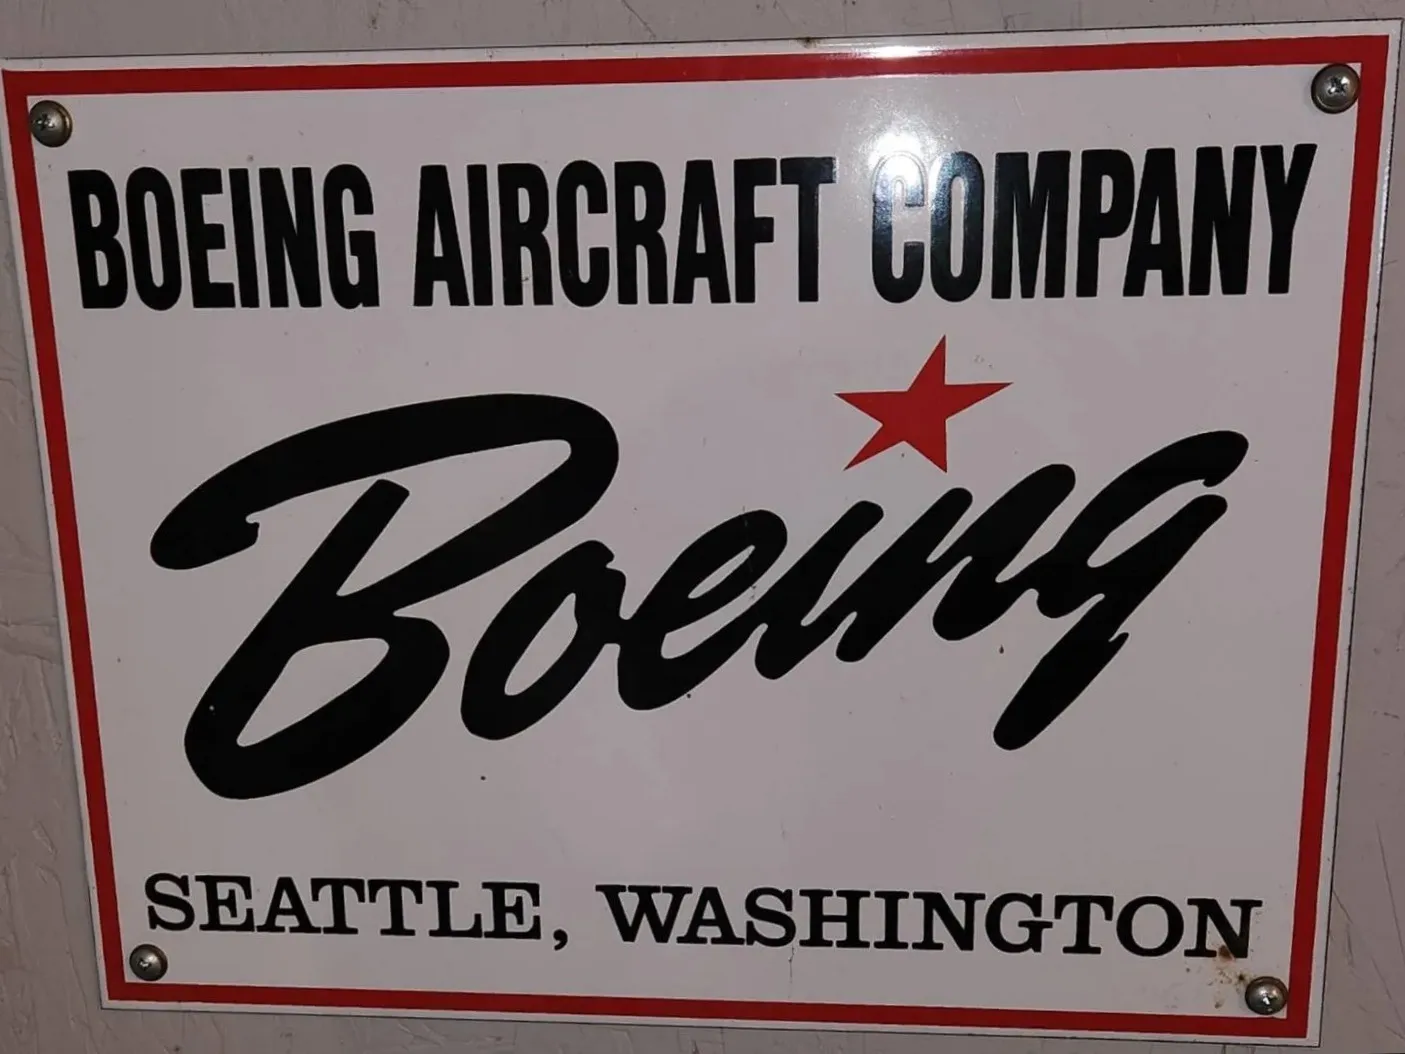 BOEING AIRCRAFT COMPANY
Boeing
SEATTLE, WASHINGTON